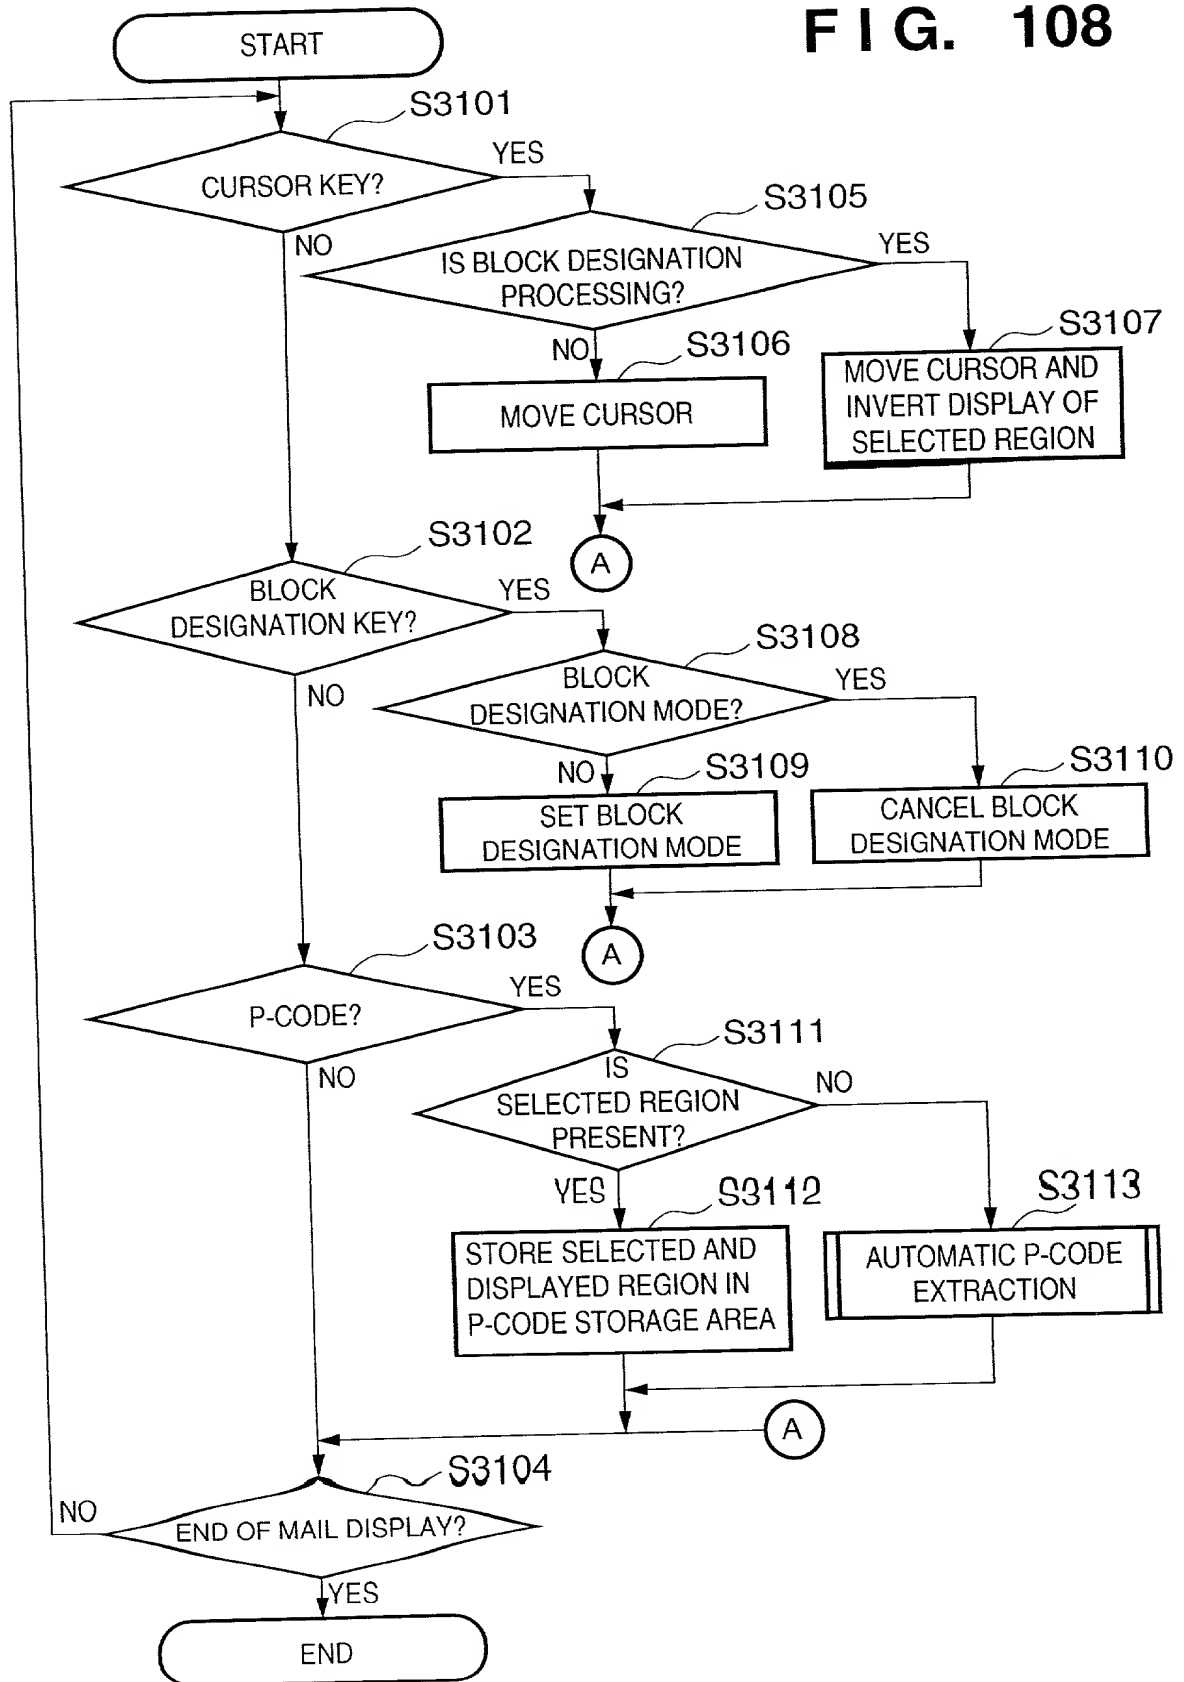 FIG. 108
START
S3101
CURSOR KEY?
YES
NO
S3105
IS BLOCK DESIGNATION
PROCESSING?
YES
NO
S3106
MOVE CURSOR
S3107
MOVE CURSOR AND
INVERT DISPLAY OF
SELECTED REGION
A
S3102
BLOCK
DESIGNATION KEY?
YES
NO
S3108
BLOCK
DESIGNATION MODE?
YES
NO
S3109
SET BLOCK
DESIGNATION MODE
S3110
CANCEL BLOCK
DESIGNATION MODE
A
S3103
P-CODE?
YES
NO
S3111
IS
SELECTED REGION
PRESENT?
NO
YES
S3112
STORE SELECTED AND
DISPLAYED REGION IN
P-CODE STORAGE AREA
S3113
AUTOMATIC P-CODE
EXTRACTION
A
S3104
END OF MAIL DISPLAY?
NO
YES
END